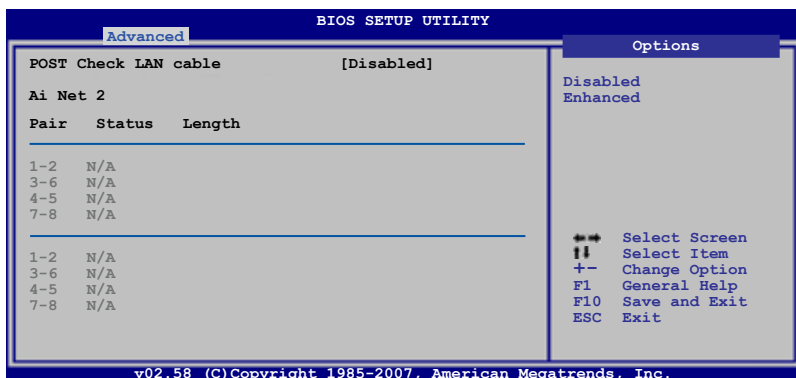 BIOS SETUP UTILITY
Advanced
POST Check LAN cable [Disabled]
Ai Net 2
Pair Status Length
1-2 N/A
3-6 N/A
4-5 N/A
7-8 N/A
1-2 N/A
3-6 N/A
4-5 N/A
7-8 N/A
Options
Disabled
Enhanced
←→ Select Screen
↑↓ Select Item
+- Change Option
F1 General Help
F10 Save and Exit
ESC Exit
v02.58 (C)Copyright 1985-2007, American Megatrends, Inc.